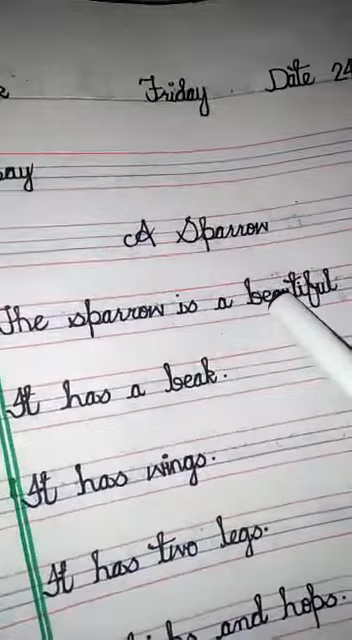 Friday Date 24
ay
A Sparrow
The sparrow is a beautiful
It has a beak.
It has wings.
It has two legs.
and hops.